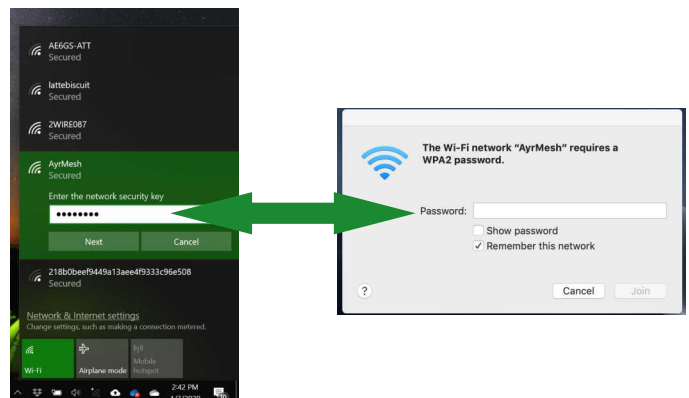 AE6GS-ATT
Secured
lattebiscuit
Secured
2WIRE087
Secured
AyrMesh
Secured
Enter the network security key
Next Cancel
218b0beef9449a13aee4f9333c96e508
Secured
Network & Internet settings
Change settings, such as making a connection metered.
Wi-Fi
Airplane mode
Mobile
hotspot
2:42 PM
The Wi-Fi network “AyrMesh” requires a
WPA2 password.
Password:
Show password
Remember this network
?
Cancel Join